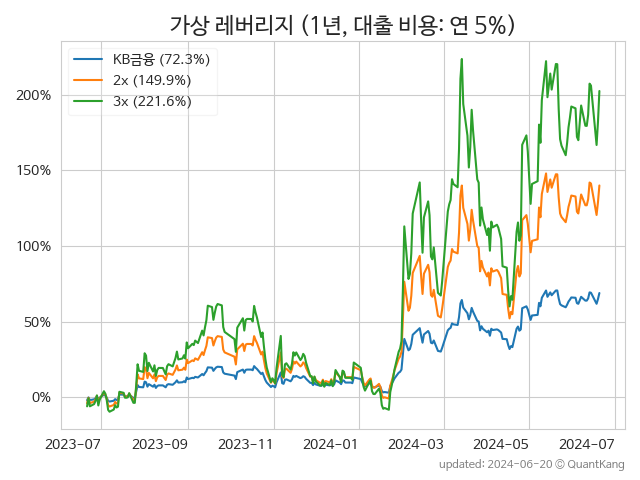 가상 레버리지 (1년, 대출 비용: 연 5%)
KB금융 (72.3%)
2x (149.9%)
3x (221.6%)
200%
150%
100%
50%
0%
2023-07 2023-09 2023-11 2024-01 2024-03 2024-05 2024-07
updated: 2024-06-20 © QuantKang